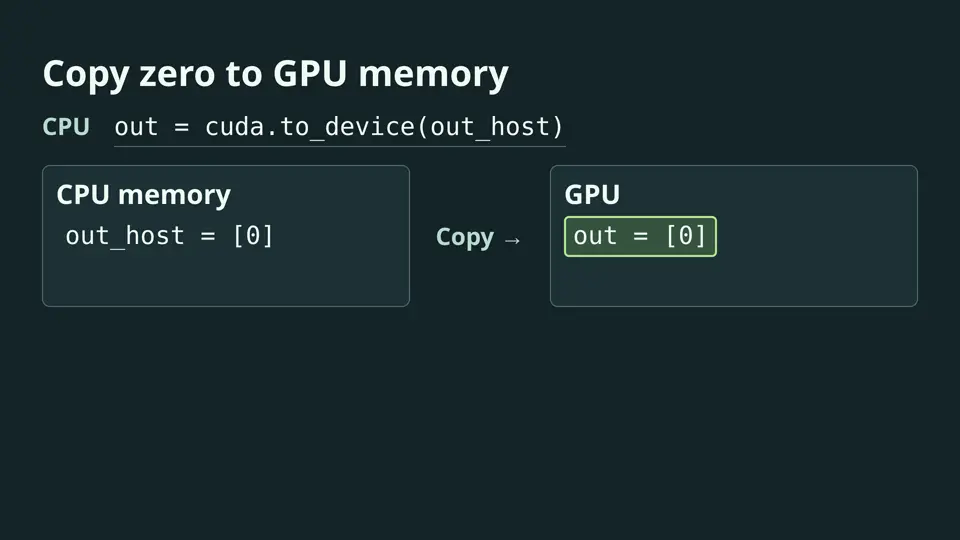 Copy zero to GPU memory
CPU out = cuda.to_device(out_host)
CPU memory
out_host = [0]
Copy →
GPU
out = [0]